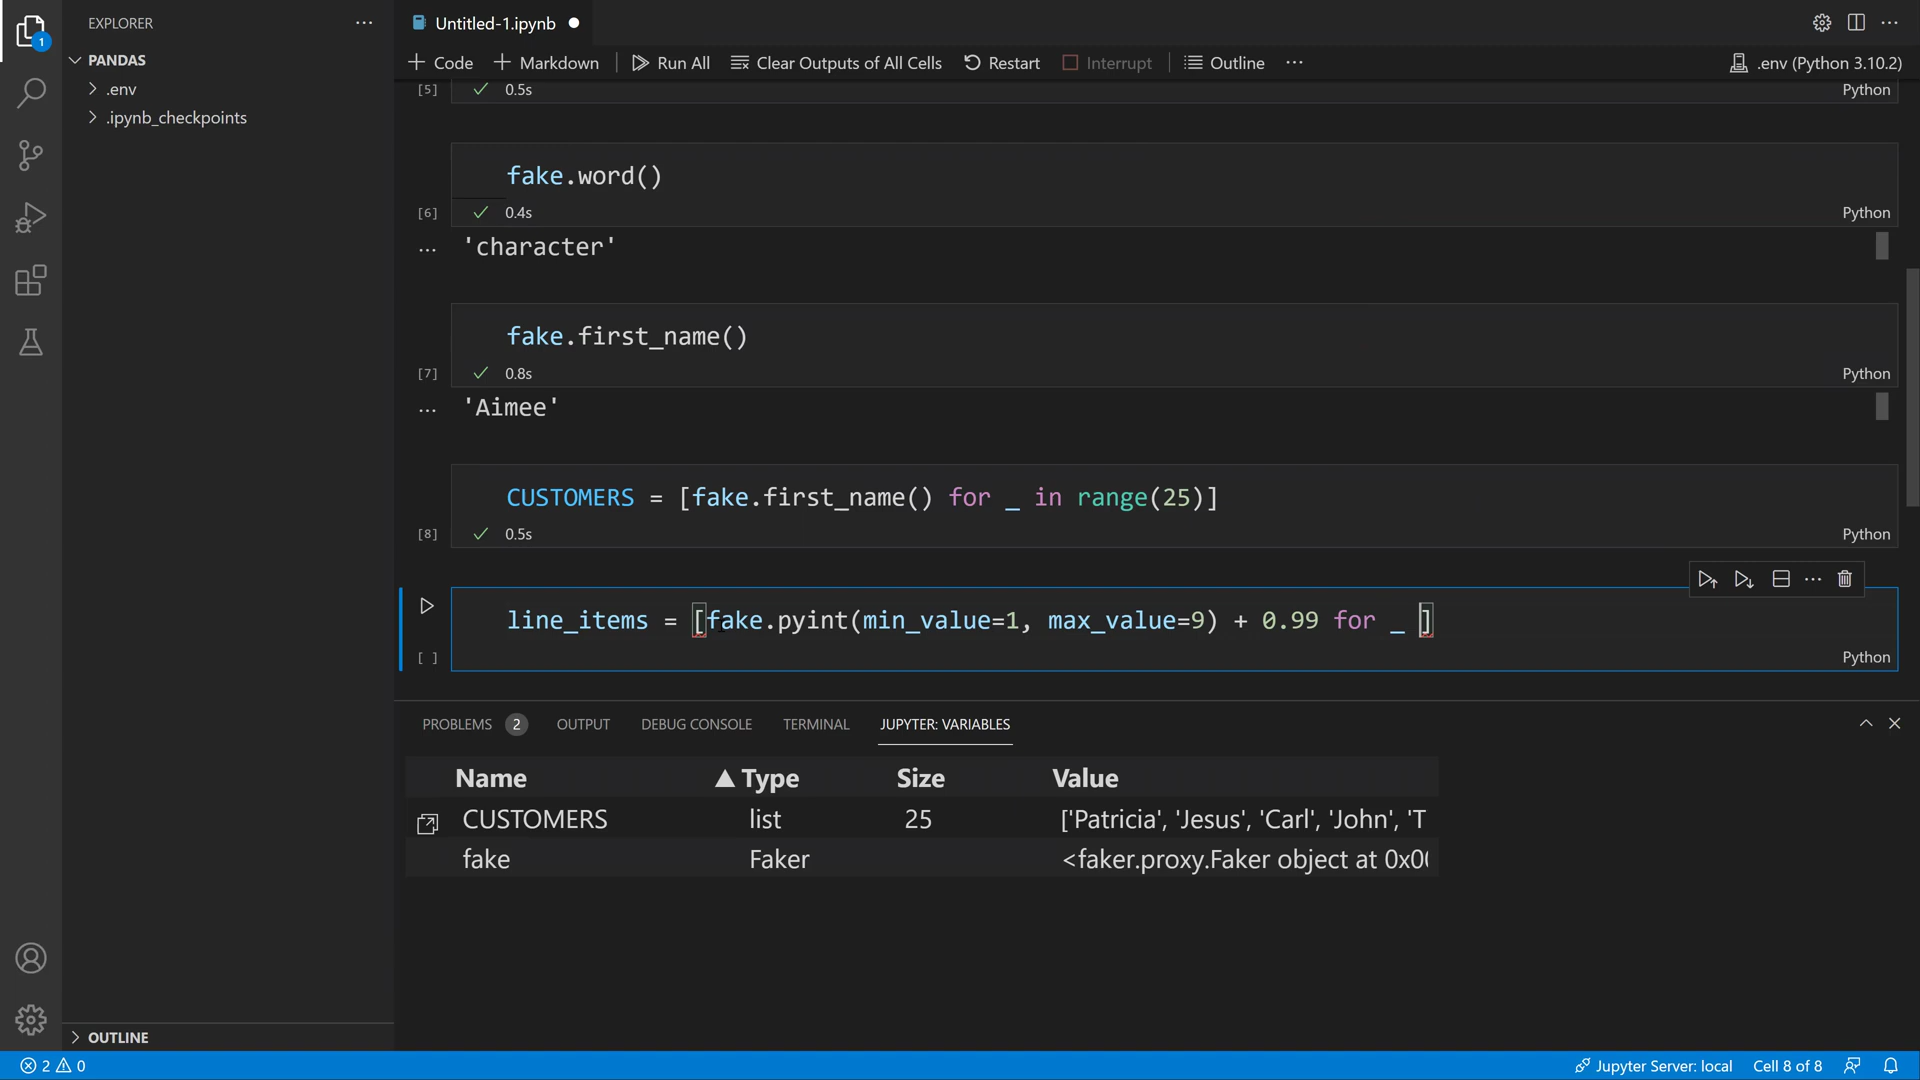 EXPLORER
Untitled-1.ipynb
1
PANDAS
.env
.ipynb_checkpoints
Code
Markdown
Run All
Clear Outputs of All Cells
Restart
Interrupt
Outline
.env (Python 3.10.2)
[5]
0.5s
Python
fake.word()
[6]
0.4s
Python
'character'
fake.first_name()
[7]
0.8s
Python
'Aimee'
CUSTOMERS = [fake.first_name() for _ in range(25)]
[8]
0.5s
Python
line_items = [fake.pyint(min_value=1, max_value=9) + 0.99 for _ ]
[ ]
Python
PROBLEMS 2 OUTPUT DEBUG CONSOLE TERMINAL JUPYTER: VARIABLES
Name Type Size Value
CUSTOMERS list 25 ['Patricia', 'Jesus', 'Carl', 'John', 'T
fake Faker <faker.proxy.Faker object at 0x0(
OUTLINE
2 0
Jupyter Server: local
Cell 8 of 8